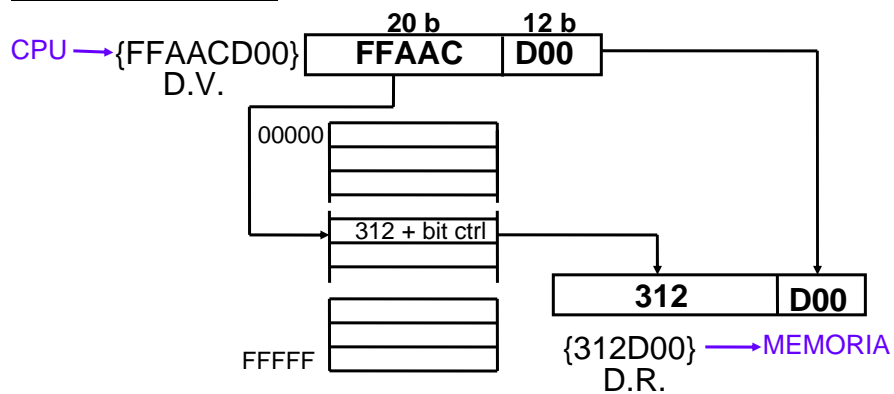 20 b 12 b
CPU {FFAACD00} FFAAC D00
D.V.
00000
312 + bit ctrl
312 D00
FFFFF
{312D00} MEMORIA
D.R.